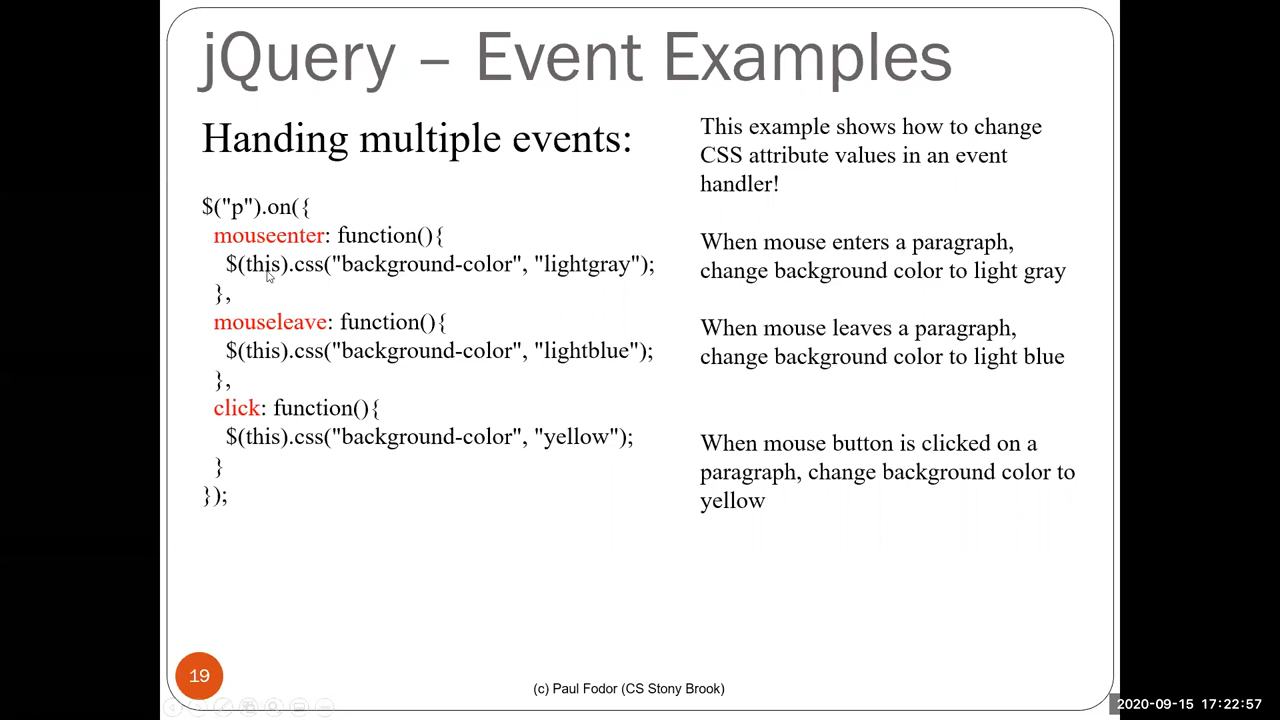 jQuery – Event Examples
Handing multiple events:
$("p").on({
mouseenter: function(){
$(this).css("background-color", "lightgray");
},
mouseleave: function(){
$(this).css("background-color", "lightblue");
},
click: function(){
$(this).css("background-color", "yellow");
}
});
This example shows how to change
CSS attribute values in an event
handler!
When mouse enters a paragraph,
change background color to light gray
When mouse leaves a paragraph,
change background color to light blue
When mouse button is clicked on a
paragraph, change background color to
yellow
19
(c) Paul Fodor (CS Stony Brook)
2020-09-15 17:22:57